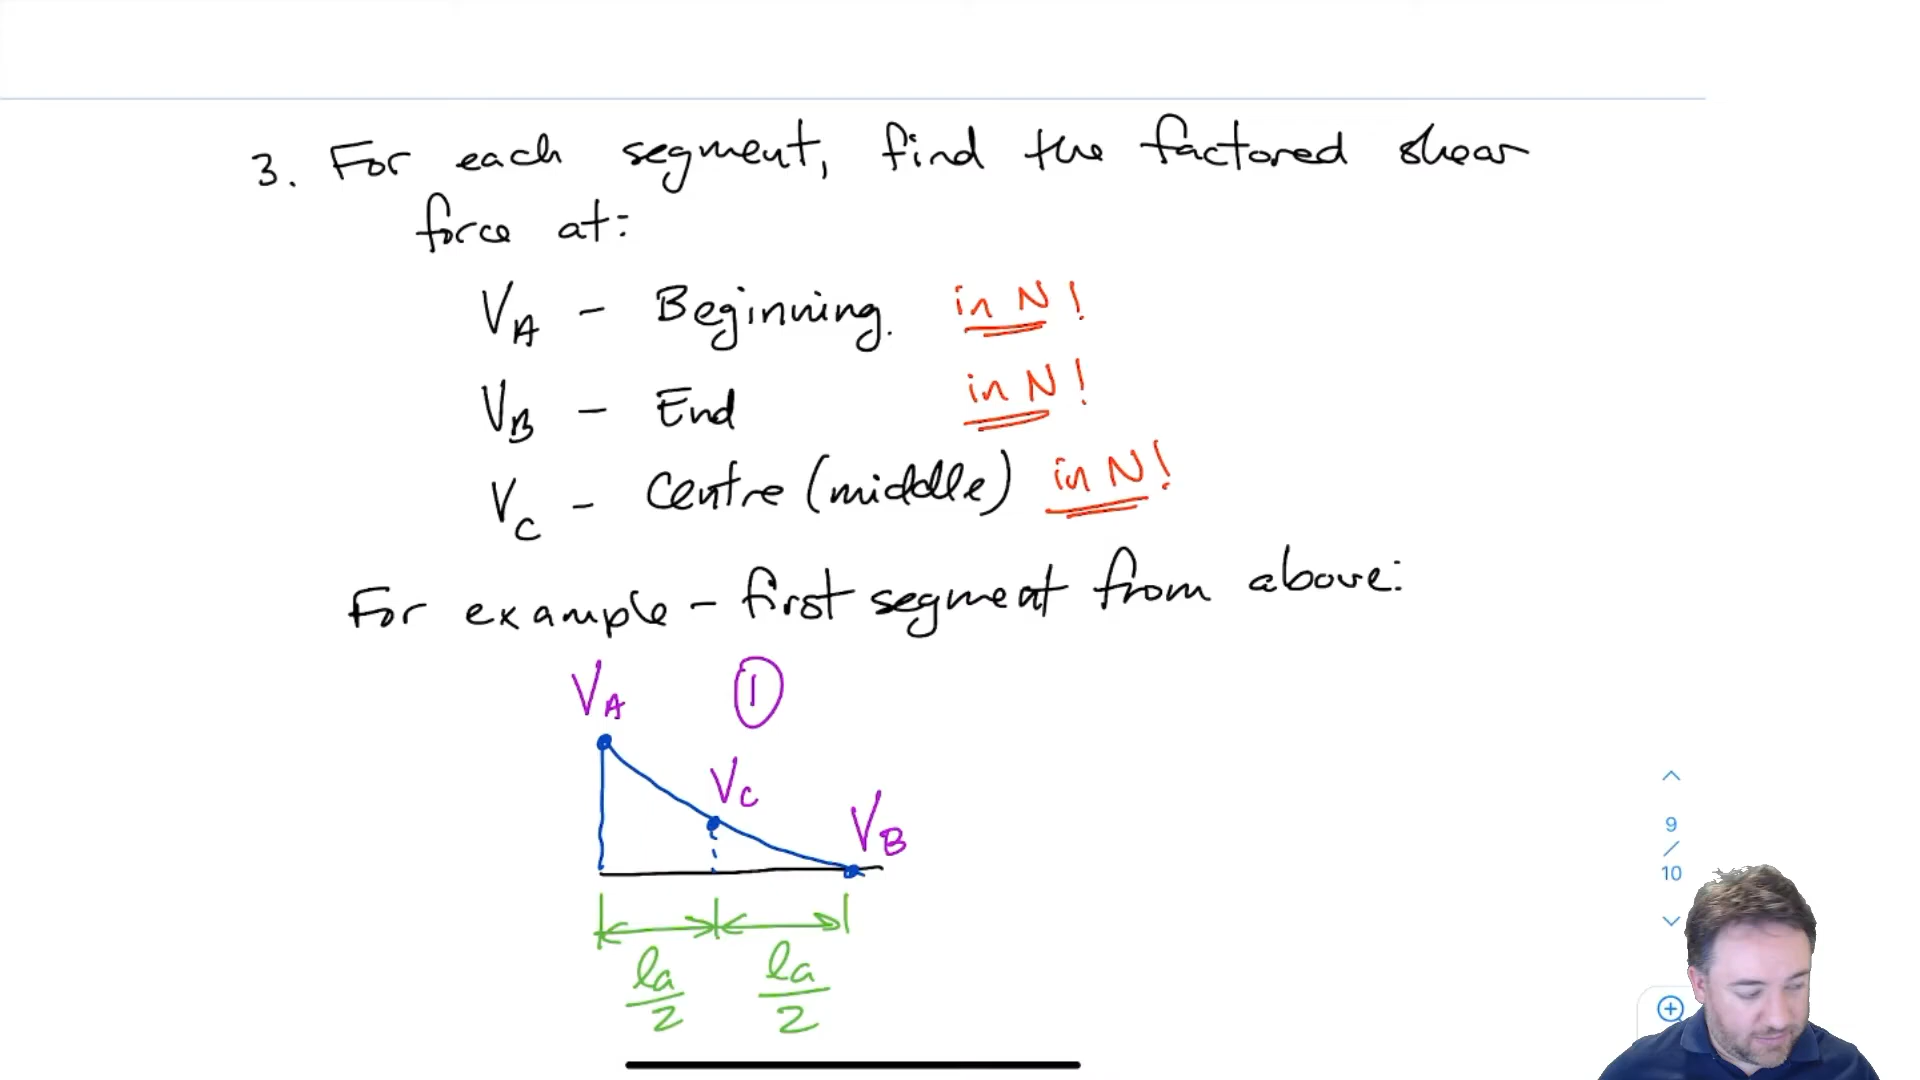 3. For each segment, find the factored shear
force at:
VA - Beginning. in N!
VB - End in N!
VC - Centre (middle) in N!
For example - first segment from above:
VA 1
VC
VB
la/2 la/2
9
/
10